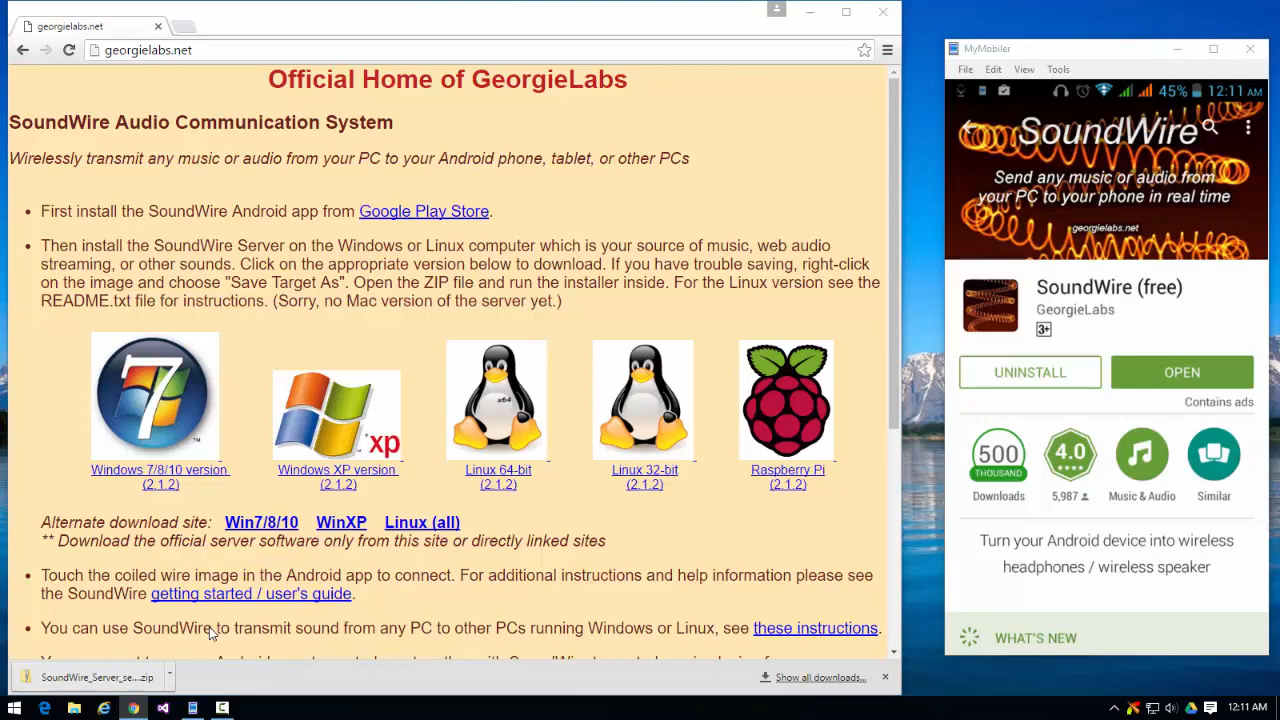 georgielabs.net
georgielabs.net
Official Home of GeorgieLabs
SoundWire Audio Communication System
Wirelessly transmit any music or audio from your PC to your Android phone, tablet, or other PCs
• First install the SoundWire Android app from Google Play Store.
• Then install the SoundWire Server on the Windows or Linux computer which is your source of music, web audio
streaming, or other sounds. Click on the appropriate version below to download. If you have trouble saving, right-click
on the image and choose "Save Target As". Open the ZIP file and run the installer inside. For the Linux version see the
README.txt file for instructions. (Sorry, no Mac version of the server yet.)
7
xp
x64
Windows 7/8/10 version
(2.1.2)
Windows XP version
(2.1.2)
Linux 64-bit
(2.1.2)
Linux 32-bit
(2.1.2)
Raspberry Pi
(2.1.2)
Alternate download site: Win7/8/10 WinXP Linux (all)
** Download the official server software only from this site or directly linked sites
• Touch the coiled wire image in the Android app to connect. For additional instructions and help information please see
the SoundWire getting started / user's guide.
• You can use SoundWire to transmit sound from any PC to other PCs running Windows or Linux, see these instructions.
SoundWire_Server_se....zip
Show all downloads...
MyMobiler
File Edit View Tools
45% 12:11 AM
SoundWire
Send any music or audio from
your PC to your phone in real time
georgielabs.net
SoundWire (free)
GeorgieLabs
3+
UNINSTALL
OPEN
Contains ads
500
THOUSAND
Downloads
4.0
5,987
Music & Audio
Similar
Turn your Android device into wireless
headphones / wireless speaker
WHAT'S NEW
12:11 AM